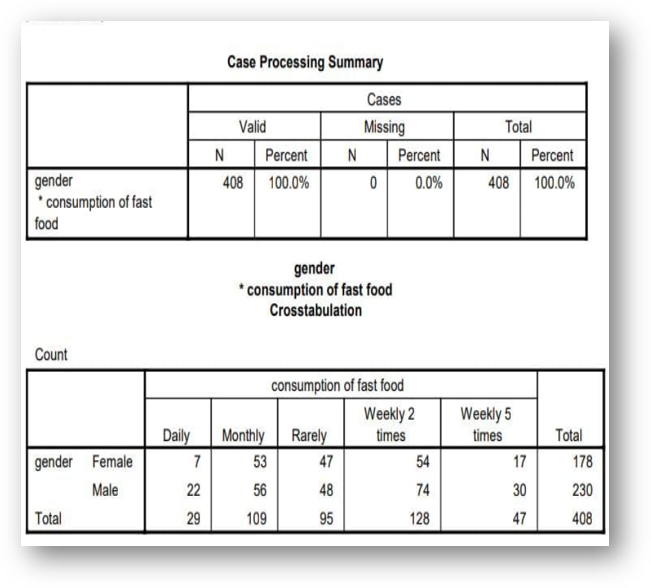 Case Processing Summary
Cases
Valid Missing Total
N Percent N Percent N Percent
gender
* consumption of fast
food
408 100.0% 0 0.0% 408 100.0%
gender
* consumption of fast food
Crosstabulation
Count
consumption of fast food
Daily Monthly Rarely Weekly 2 times Weekly 5 times Total
gender Female 7 53 47 54 17 178
Male 22 56 48 74 30 230
Total 29 109 95 128 47 408